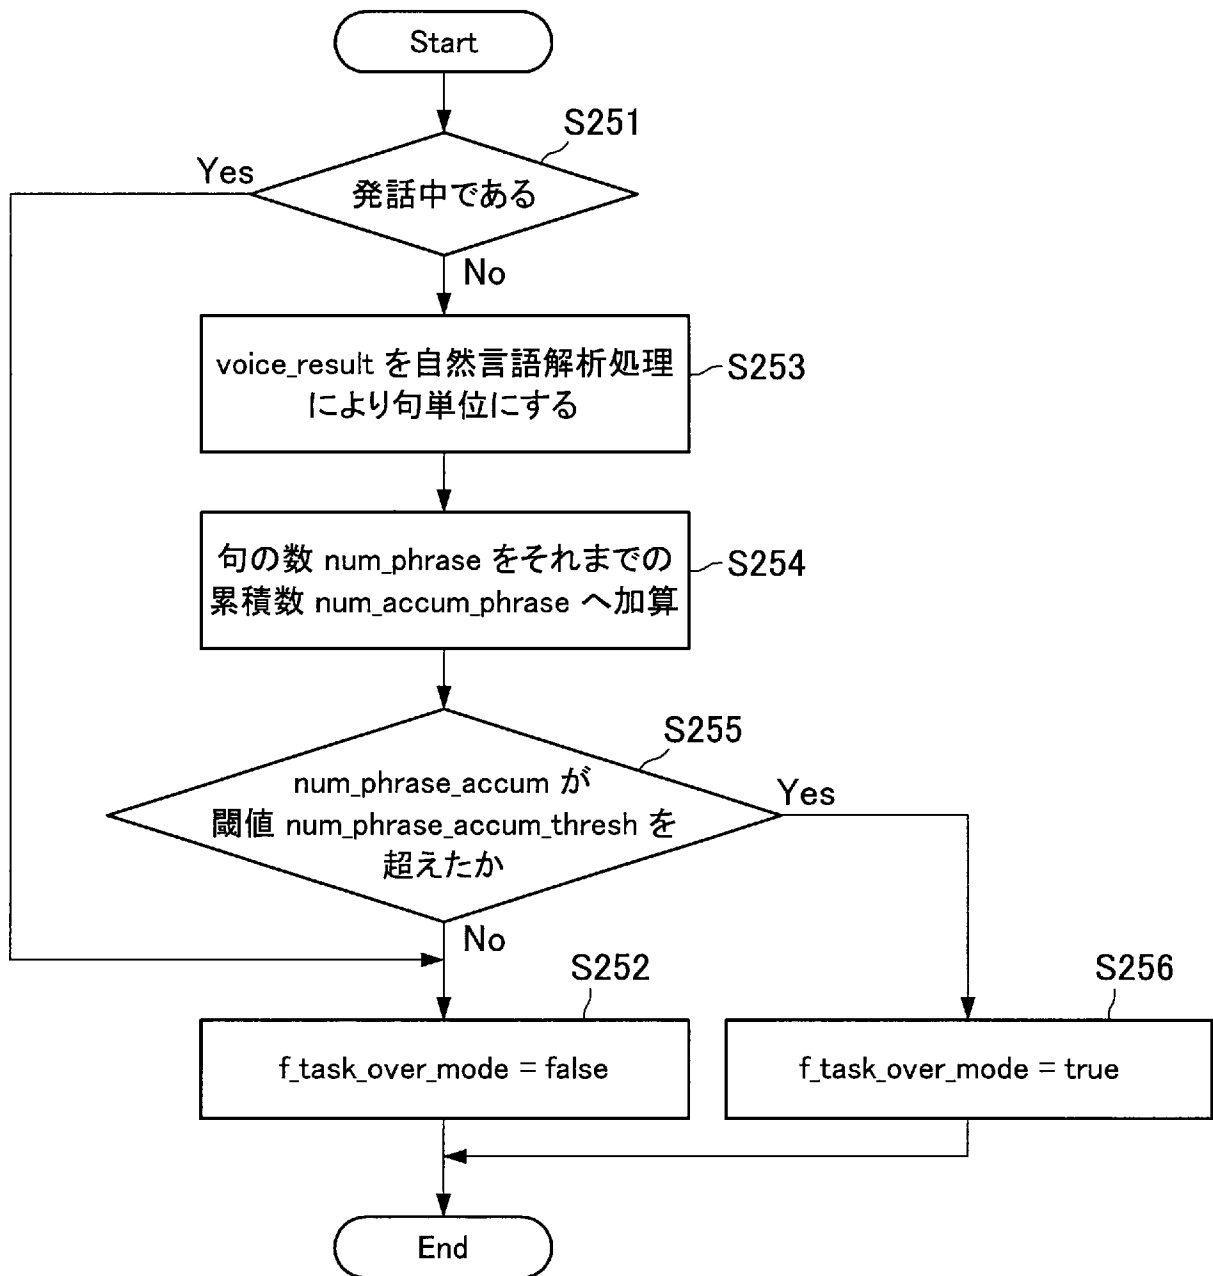 Start
S251
Yes
発話中である
No
voice_result を自然言語解析処理
により句単位にする
S253
句の数 num_phrase をそれまでの
累積数 num_accum_phrase へ加算
S254
S255
num_phrase_accum が
閾値 num_phrase_accum_thresh を
超えたか
Yes
No
S252
S256
f_task_over_mode = false
f_task_over_mode = true
End